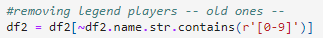 #removing legend players -- old ones --
df2 = df2[~df2.name.str.contains(r'[0-9]')]